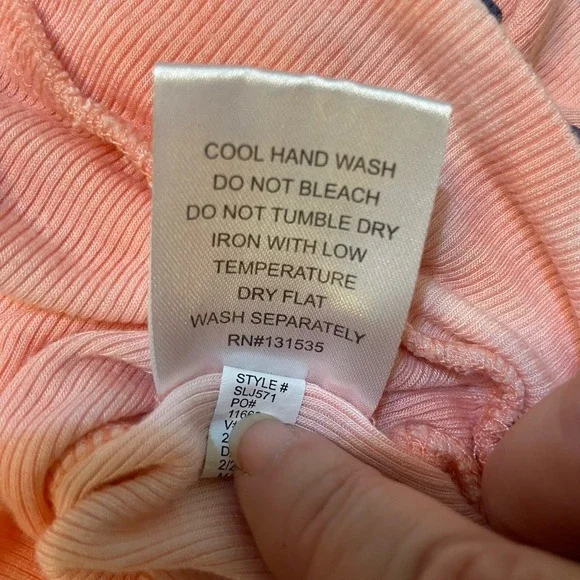 COOL HAND WASH
DO NOT BLEACH
DO NOT TUMBLE DRY
IRON WITH LOW
TEMPERATURE
DRY FLAT
WASH SEPARATELY
RN#131535
STYLE #
SLJ571
PO#